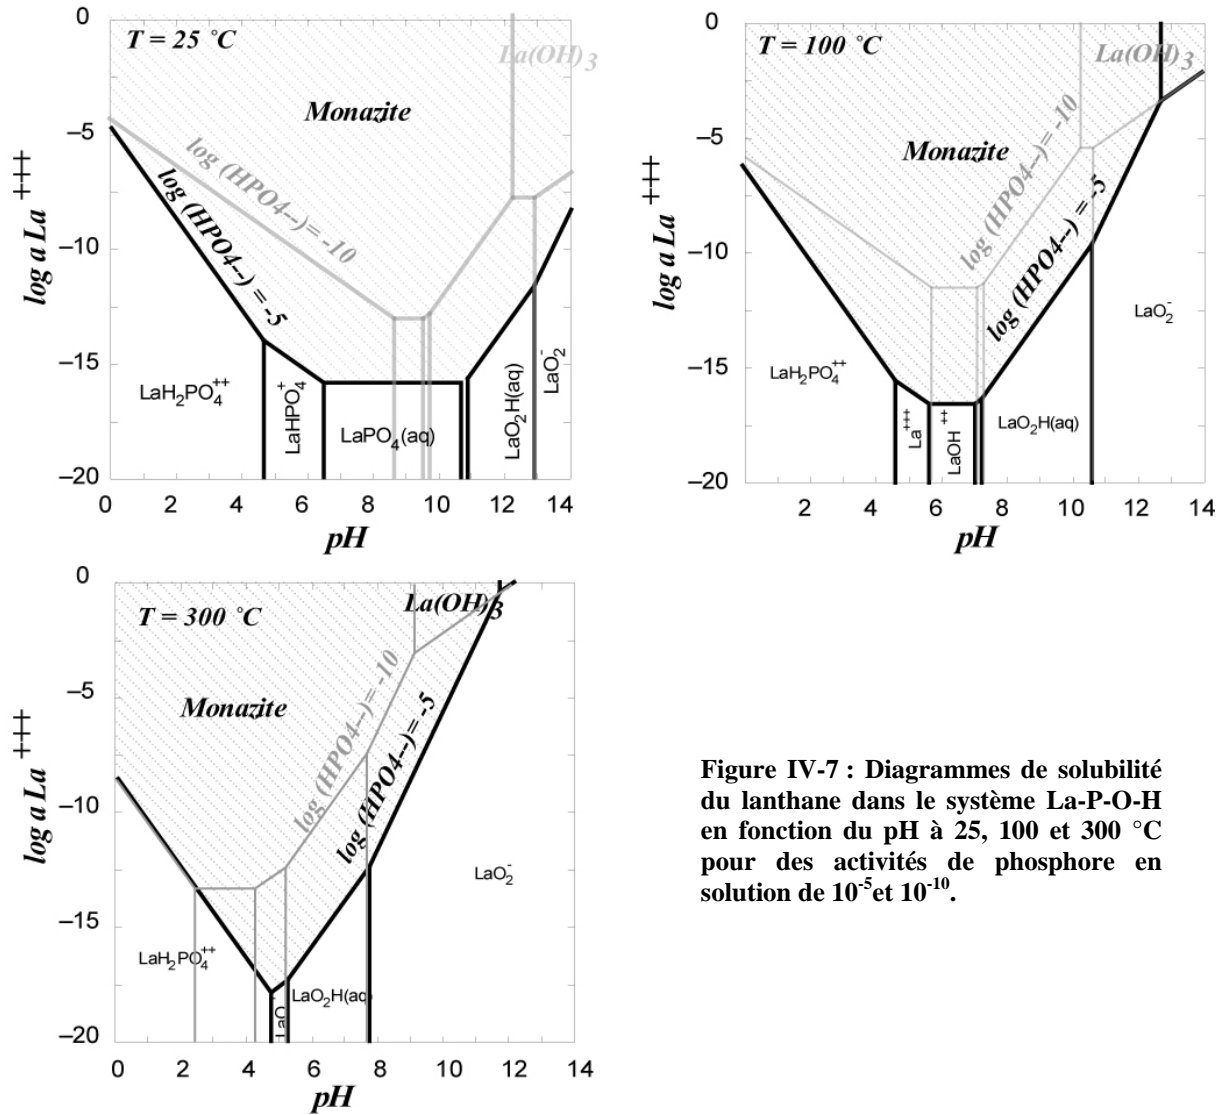 T = 25 °C
La(OH)3
Monazite
log (HPO4--)= -10
log (HPO4--) = -5
LaH2PO4++
LaHPO4+
LaPO4(aq)
LaO2H(aq)
LaO2-
log a La +++
0
–5
–10
–15
–20
0 2 4 6 8 10 12 14
pH
T = 100 °C
La(OH)3
Monazite
log (HPO4--) = -10
log (HPO4--) = -5
LaH2PO4++
La+++
LaOH++
LaO2H(aq)
LaO2-
log a La +++
0
–5
–10
–15
–20
2 4 6 8 10 12 14
pH
T = 300 °C
La(OH)3
Monazite
log (HPO4--)= -10
log (HPO4--)= -5
LaH2PO4++
LaO
LaO2H(aq
LaO2-
log a La +++
0
–5
–10
–15
–20
0 2 4 6 8 10 12 14
pH
Figure IV-7 : Diagrammes de solubilité
du lanthane dans le système La-P-O-H
en fonction du pH à 25, 100 et 300 °C
pour des activités de phosphore en
solution de 10-5et 10-10.